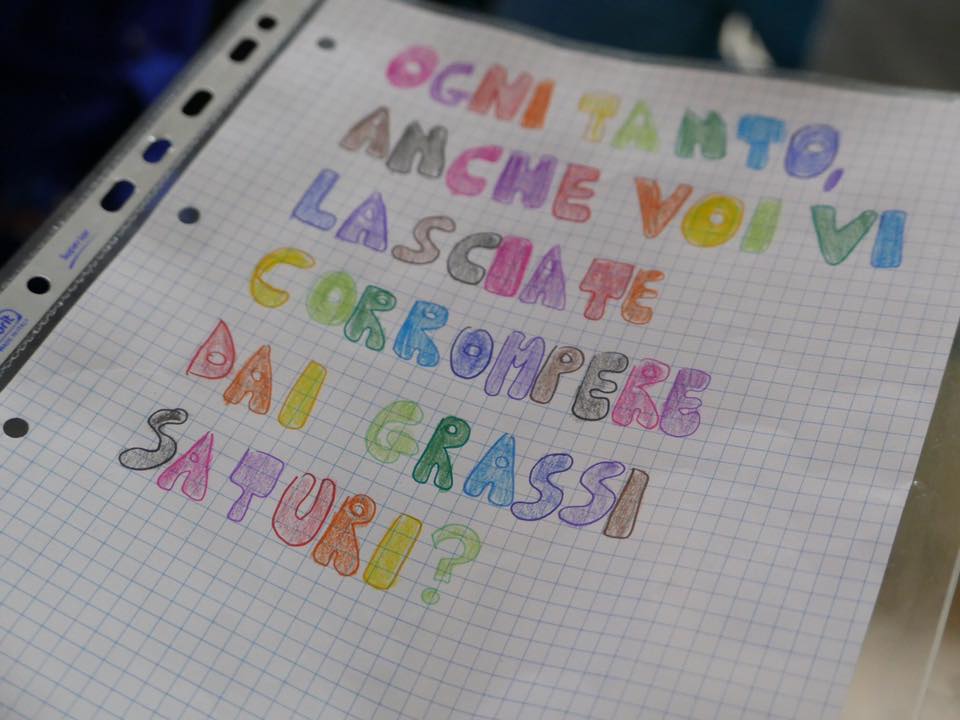 OGNI TANTO,
ANCHE VOI VI
LASCIATE
CORROMPERE
DAI GRASSI
SATURI?